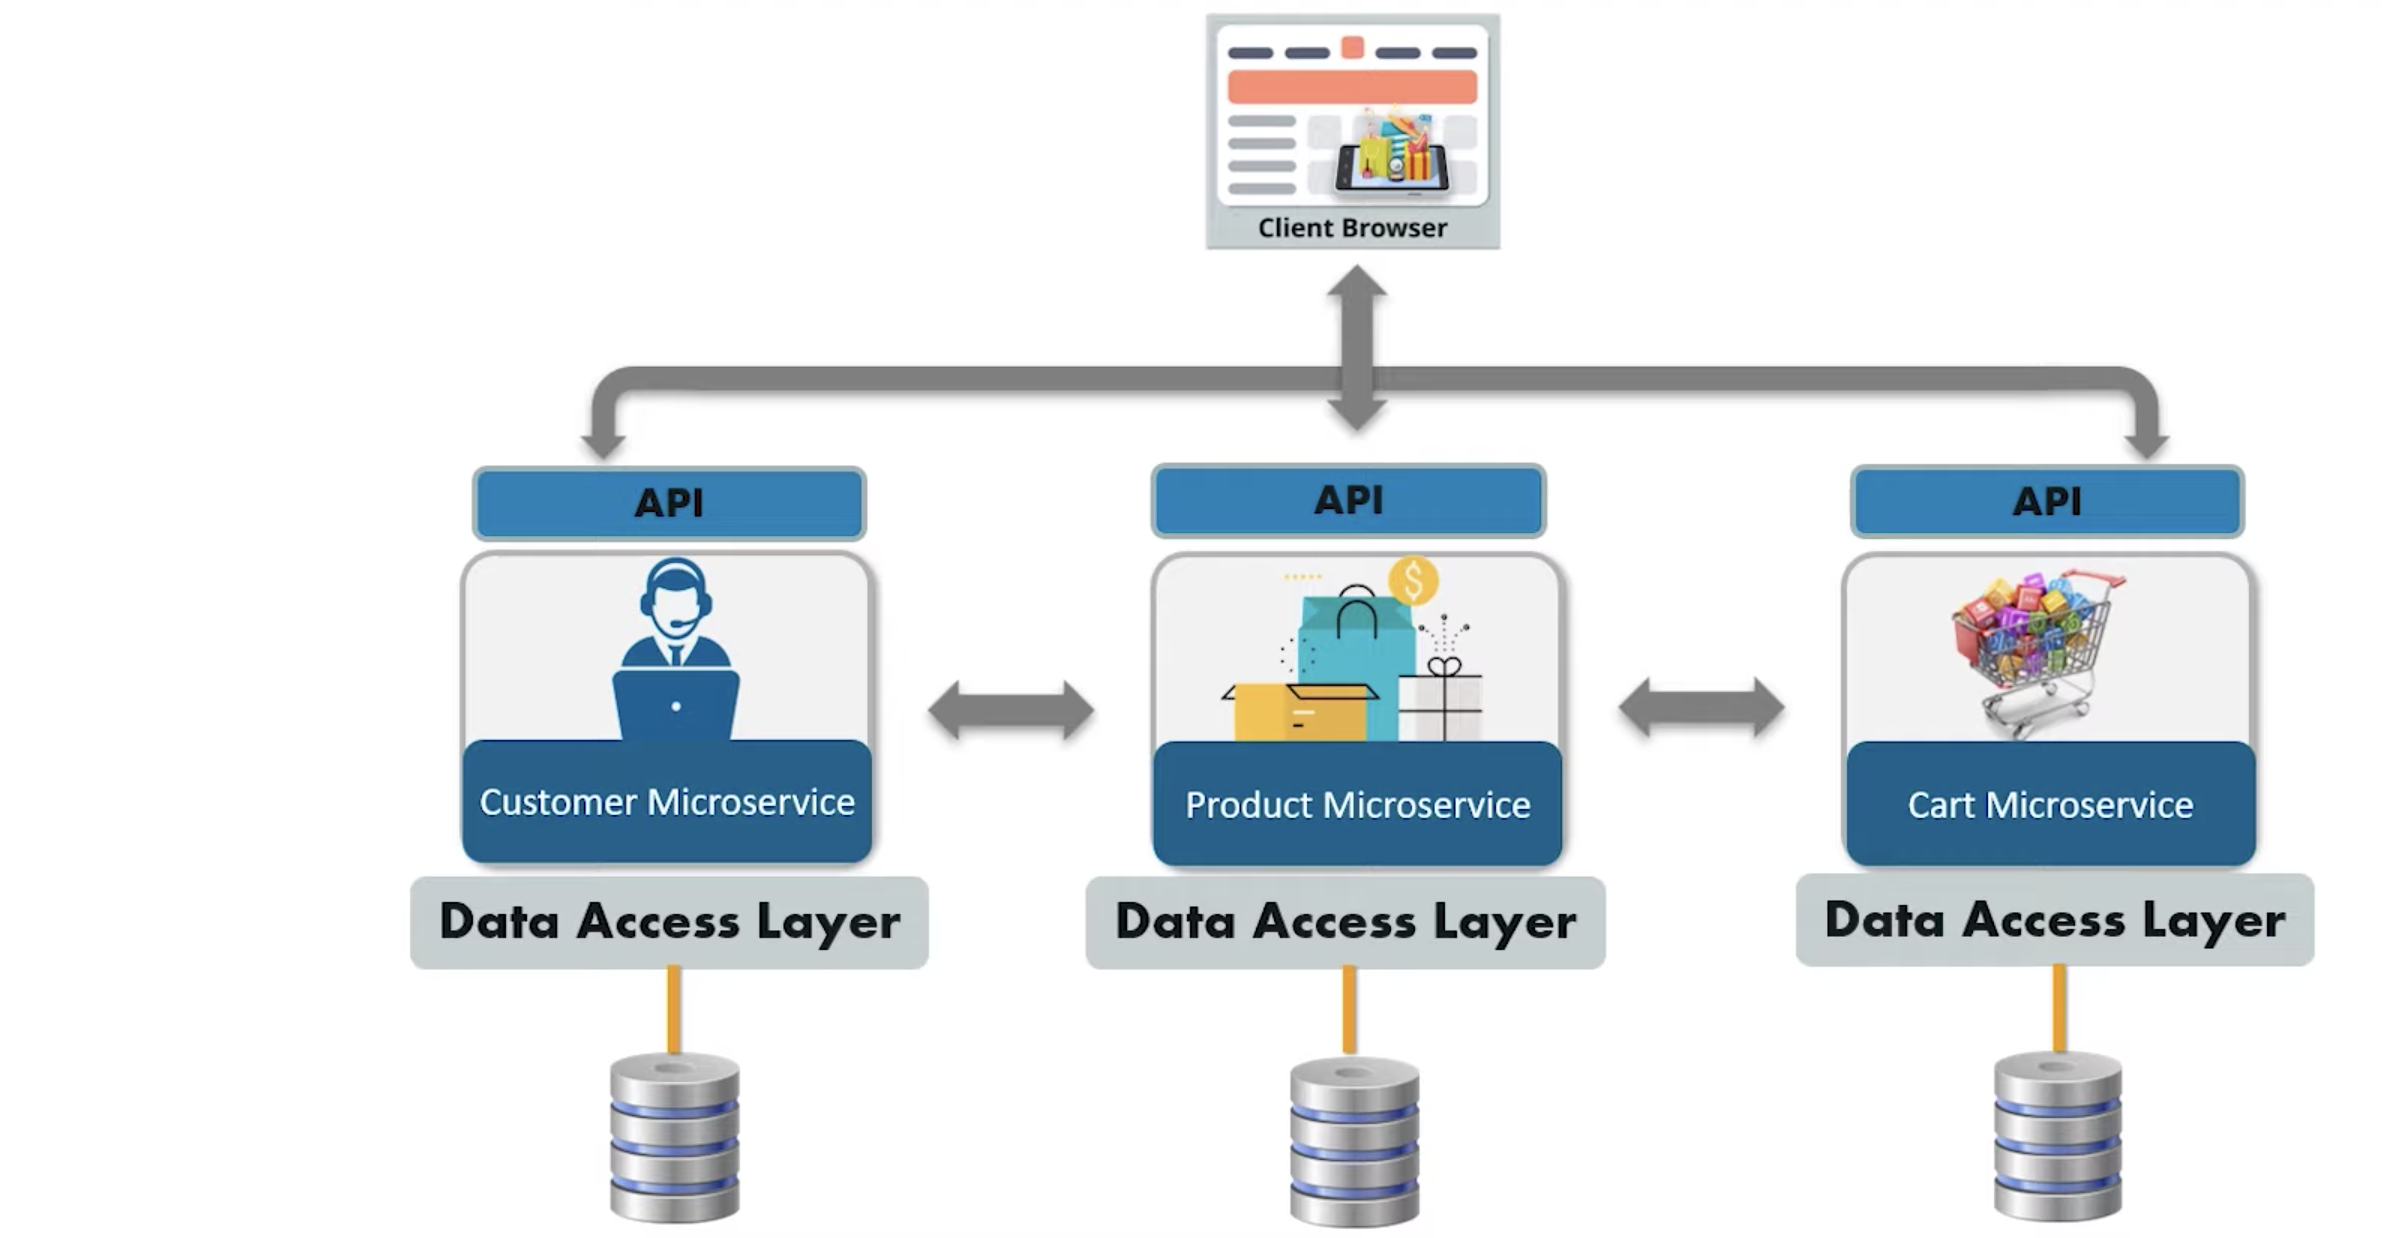 Client Browser
API
API
API
$
Customer Microservice
Product Microservice
Cart Microservice
Data Access Layer
Data Access Layer
Data Access Layer